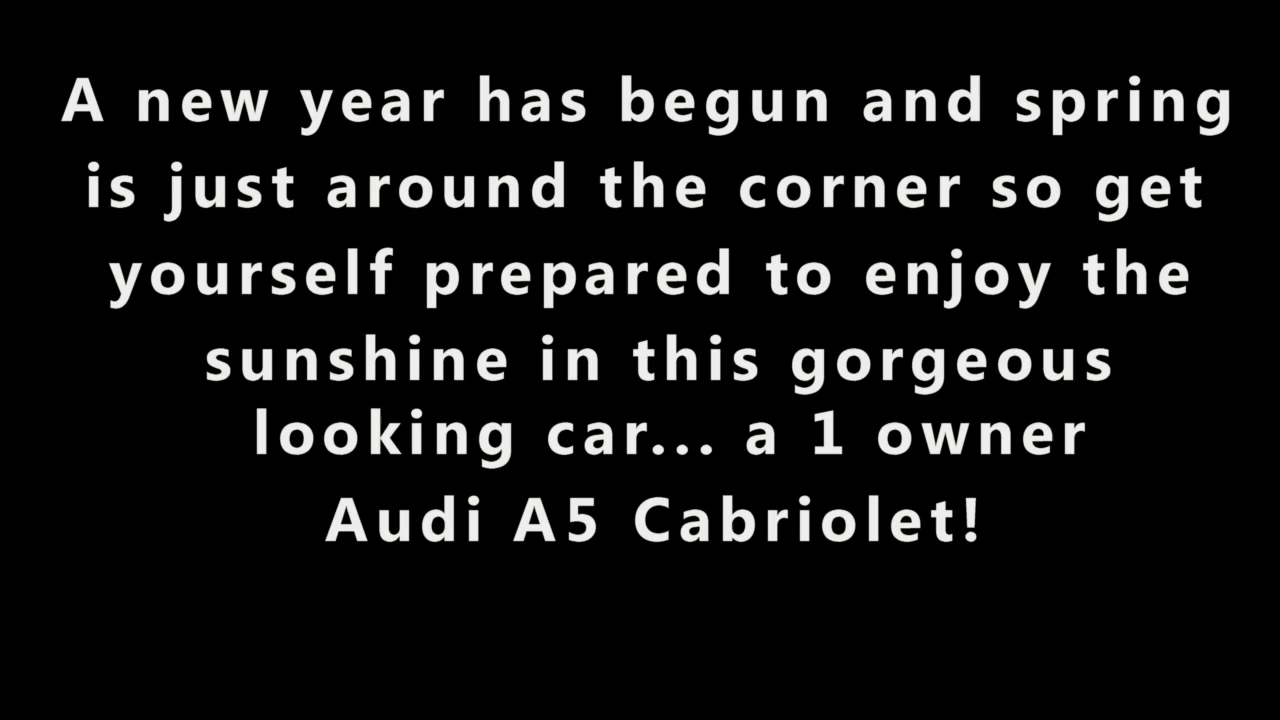 A new year has begun and spring
is just around the corner so get
yourself prepared to enjoy the
sunshine in this gorgeous
looking car... a 1 owner
Audi A5 Cabriolet!